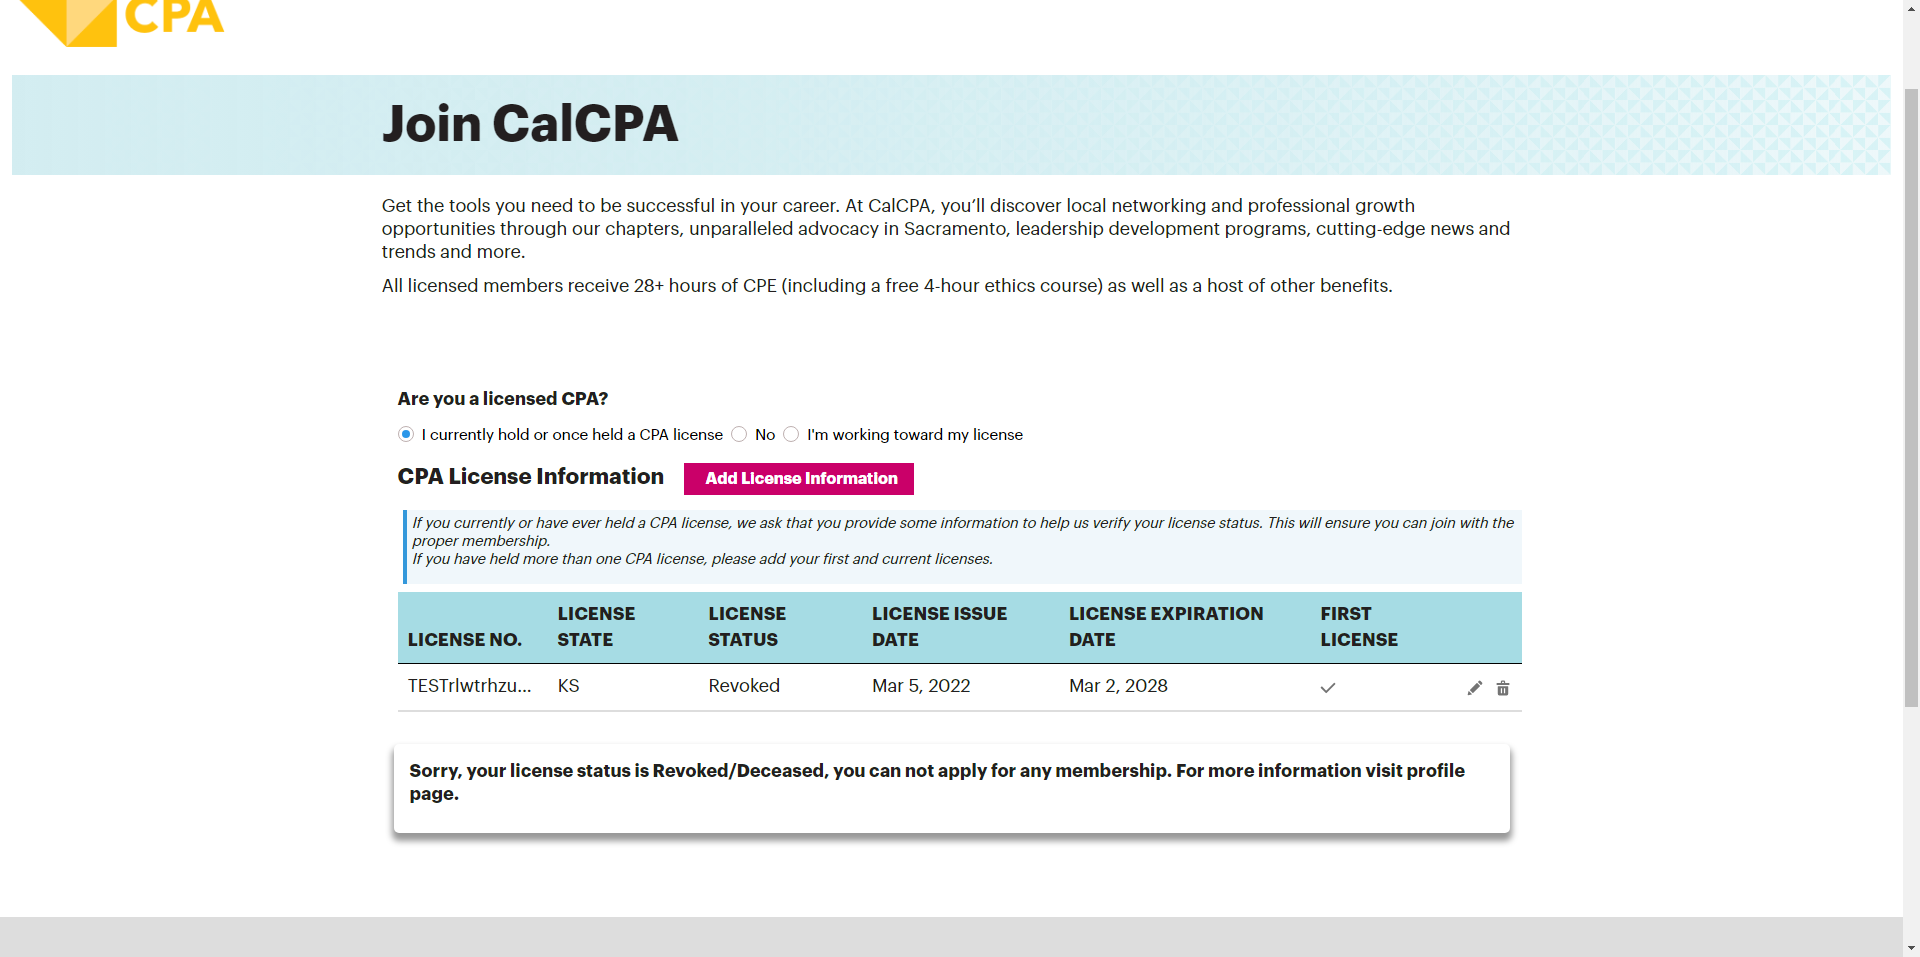 CPA
Join CalCPA
Get the tools you need to be successful in your career. At CalCPA, you’ll discover local networking and professional growth
opportunities through our chapters, unparalleled advocacy in Sacramento, leadership development programs, cutting-edge news and
trends and more.
All licensed members receive 28+ hours of CPE (including a free 4-hour ethics course) as well as a host of other benefits.
Are you a licensed CPA?
I currently hold or once held a CPA license No I'm working toward my license
CPA License Information Add License Information
If you currently or have ever held a CPA license, we ask that you provide some information to help us verify your license status. This will ensure you can join with the
proper membership.
If you have held more than one CPA license, please add your first and current licenses.
LICENSE NO. LICENSE STATE LICENSE STATUS LICENSE ISSUE DATE LICENSE EXPIRATION DATE FIRST LICENSE
TESTrlwtrhzu... KS Revoked Mar 5, 2022 Mar 2, 2028
Sorry, your license status is Revoked/Deceased, you can not apply for any membership. For more information visit profile
page.